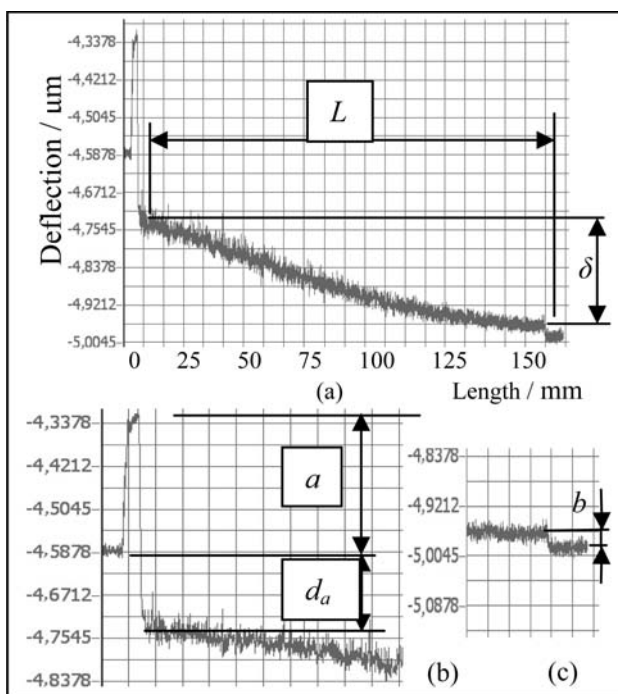 Deflection / um
-4,3378
-4,4212
-4,5045
-4,5878
-4,6712
-4,7545
-4,8378
-4,9212
-5,0045
L
δ
0 25 50 75 100 125 150
(a) Length / mm
-4,3378
-4,4212
-4,5045
-4,5878
-4,6712
-4,7545
-4,8378
a
dₐ
(b)
-4,8378
-4,9212
-5,0045
-5,0878
b
(c)